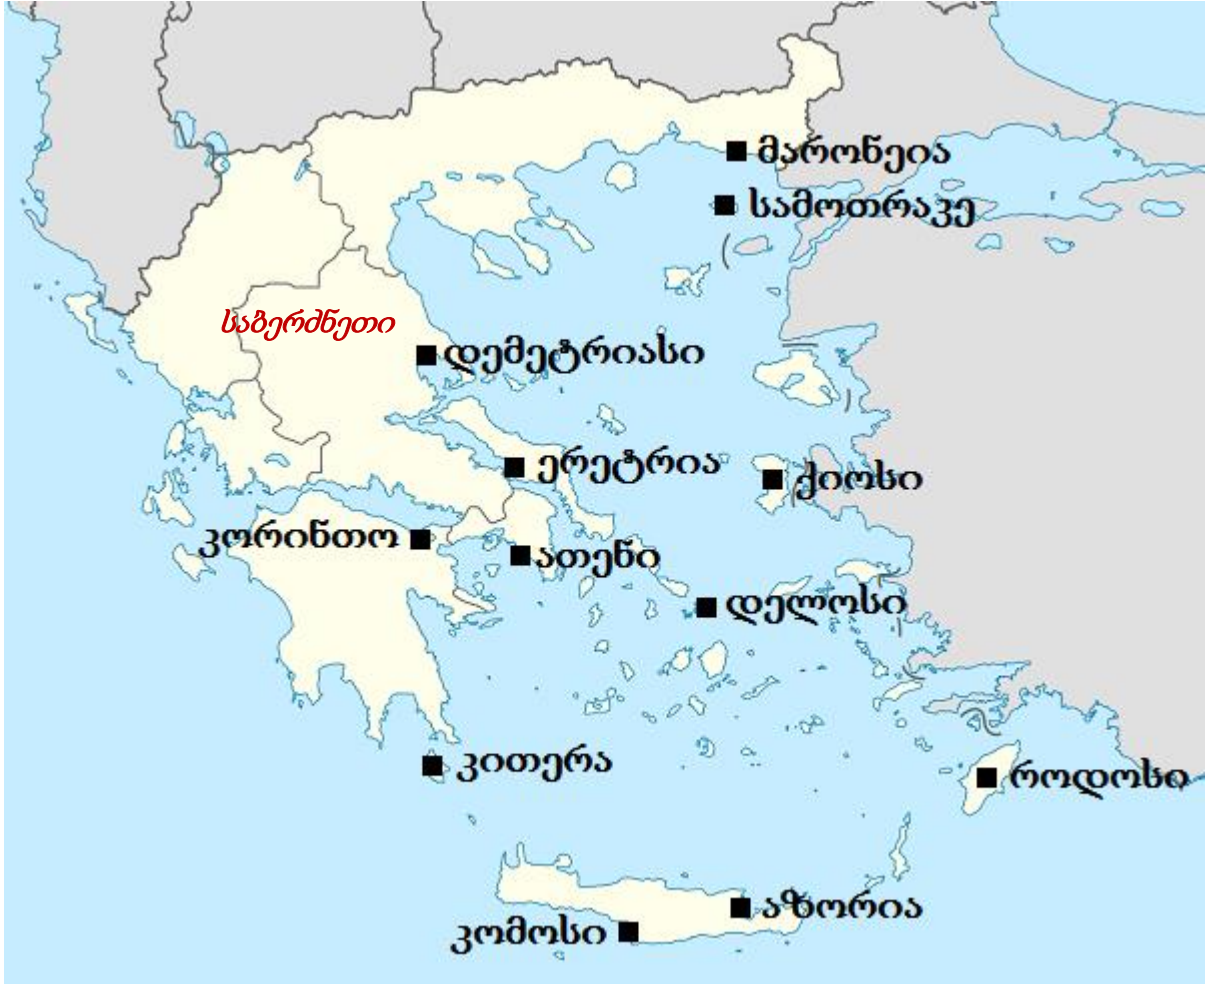 მარონეია
სამოთრაკე
საბერძნეთი
დემეტრიასი
ერეტრია
ქიოსი
კორინთო
ათენი
დელოსი
კითერა
როდოსი
აზორია
კომოსი